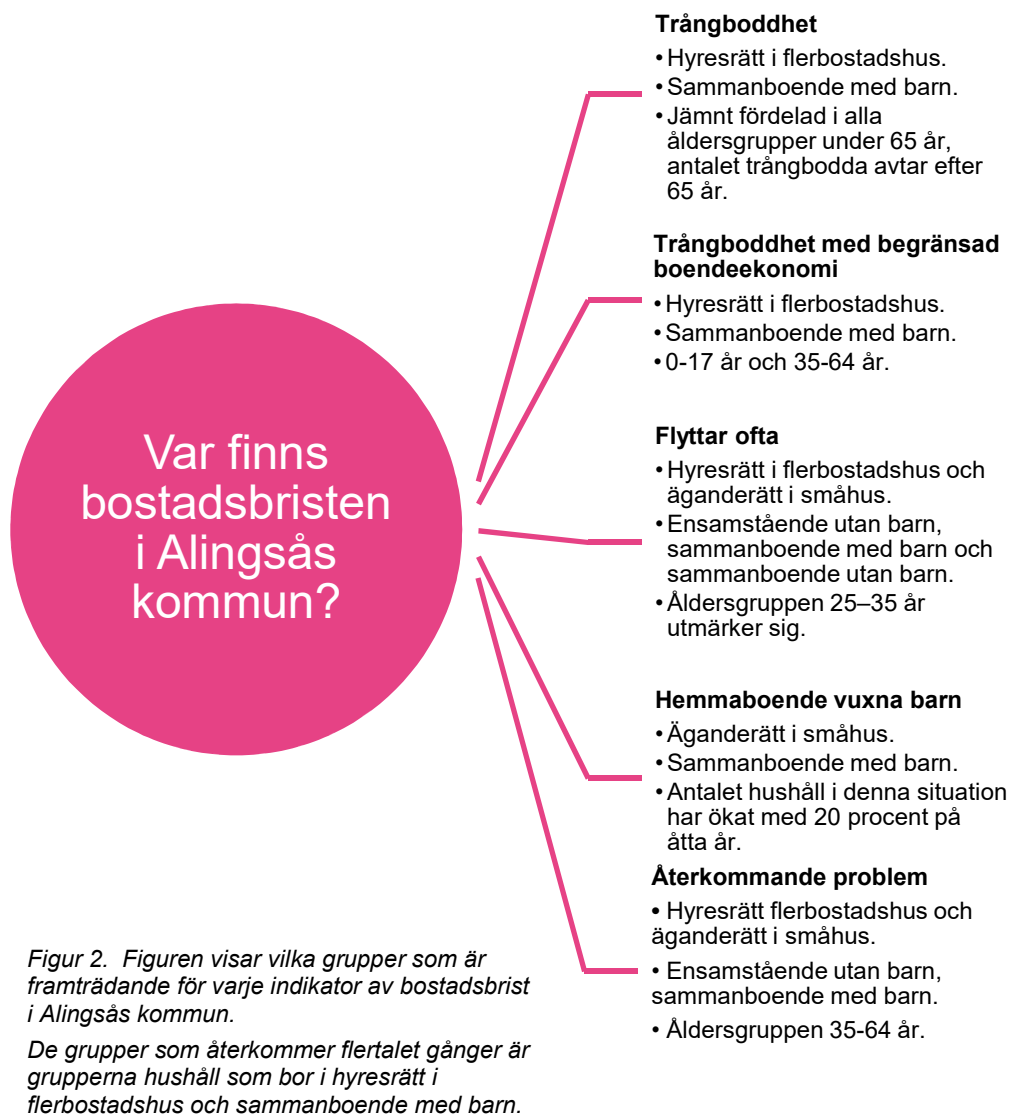 Var finns
bostadsbristen
i Alingsås
kommun?
Trångboddhet
• Hyresrätt i flerbostadshus.
• Sammanboende med barn.
• Jämnt fördelad i alla
åldersgrupper under 65 år,
antalet trångbodda avtar efter
65 år.
Trångboddhet med begränsad
boendeekonomi
• Hyresrätt i flerbostadshus.
• Sammanboende med barn.
• 0-17 år och 35-64 år.
Flyttar ofta
• Hyresrätt i flerbostadshus och
äganderätt i småhus.
• Ensamstående utan barn,
sammanboende med barn och
sammanboende utan barn.
• Åldersgruppen 25–35 år
utmärker sig.
Hemmaboende vuxna barn
• Äganderätt i småhus.
• Sammanboende med barn.
• Antalet hushåll i denna situation
har ökat med 20 procent på
åtta år.
Återkommande problem
• Hyresrätt flerbostadshus och
äganderätt i småhus.
• Ensamstående utan barn,
sammanboende med barn.
• Åldersgruppen 35-64 år.
Figur 2. Figuren visar vilka grupper som är
framträdande för varje indikator av bostadsbrist
i Alingsås kommun.
De grupper som återkommer flertalet gånger är
grupperna hushåll som bor i hyresrätt i
flerbostadshus och sammanboende med barn.